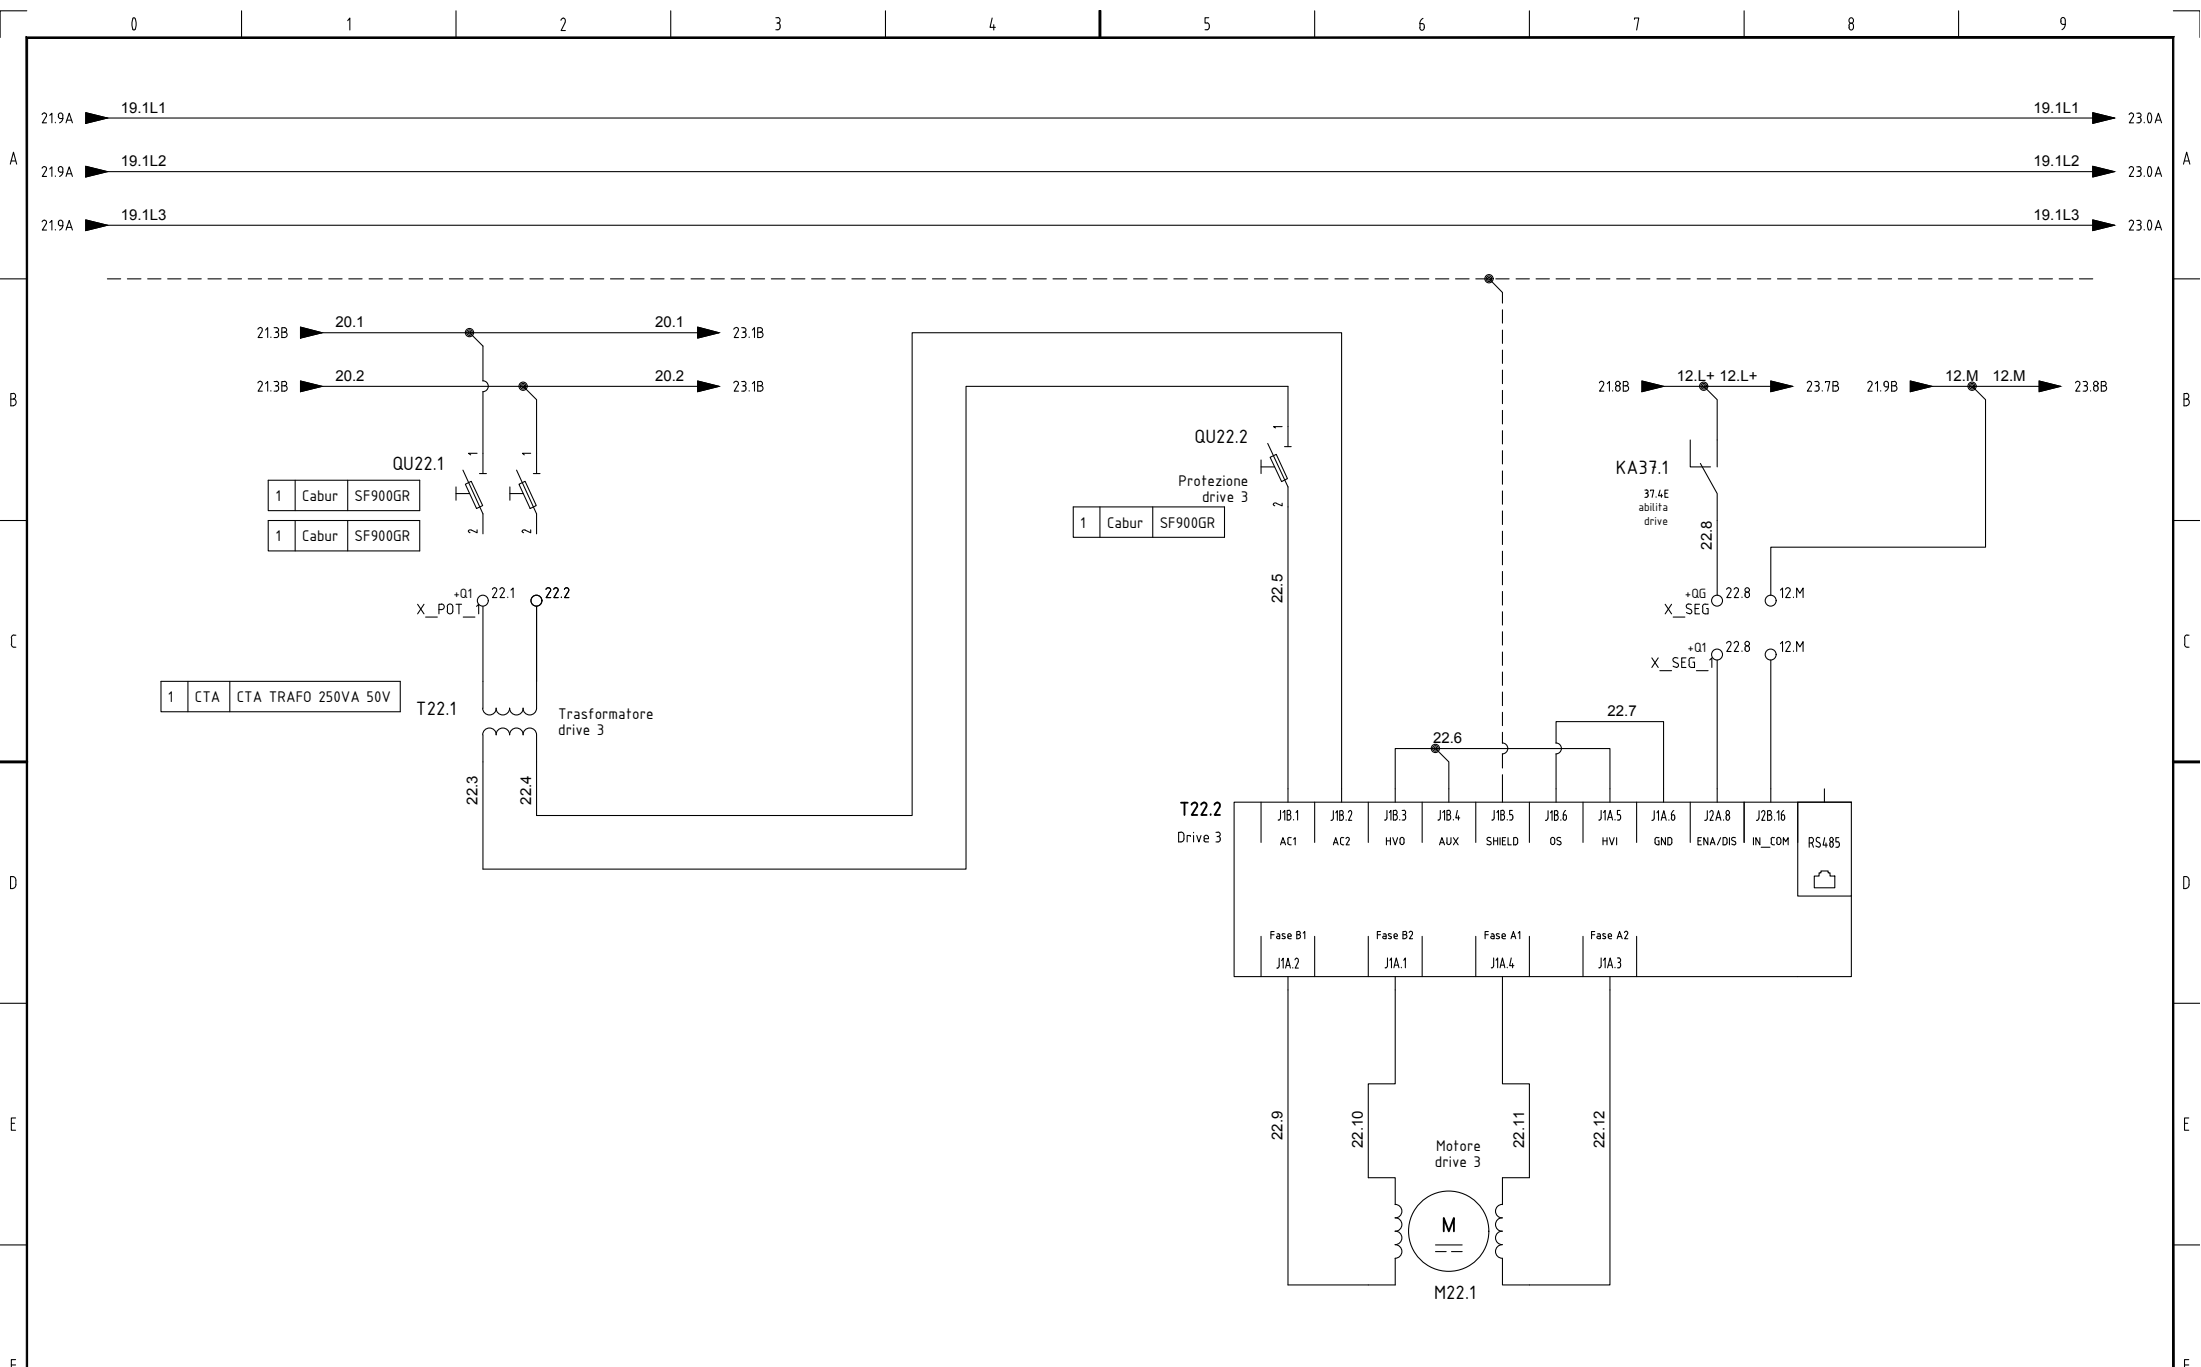 0 1 2 3 4 5 6 7 8 9
19.1L1 19.1L1
21.9A 23.0A
A A
19.1L2 19.1L2
21.9A 23.0A
19.1L3 19.1L3
21.9A 23.0A
20.1 20.1
21.3B 23.1B
20.2 20.2
21.3B 23.1B
12.L+ 12.L+
21.8B 23.7B
12.M 12.M
21.9B 23.8B
B B
QU22.1
1 1
2 2
1 Cabur SF900GR
1 Cabur SF900GR
QU22.2
1
Protezione
drive 3
2
1 Cabur SF900GR
KA37.1
37.4E
abilita
drive
22.8
22.5
+Q1 22.1 22.2
X_POT_1
+QG 22.8 12.M
X_SEG
+Q1 22.8 12.M
X_SEG_1
C C
1 CTA CTA TRAFO 250VA 50V
T22.1
Trasformatore
drive 3
22.3 22.4
22.7
22.6
T22.2
Drive 3
J1B.1 J1B.2 J1B.3 J1B.4 J1B.5 J1B.6 J1A.5 J1A.6 J2A.8 J2B.16
AC1 AC2 HVO AUX SHIELD OS HVI GND ENA/DIS IN_COM RS485
D D
Fase B1 Fase B2 Fase A1 Fase A2
J1A.2 J1A.1 J1A.4 J1A.3
E E
22.9 22.10 22.11 22.12
Motore
drive 3
M
M22.1
F F